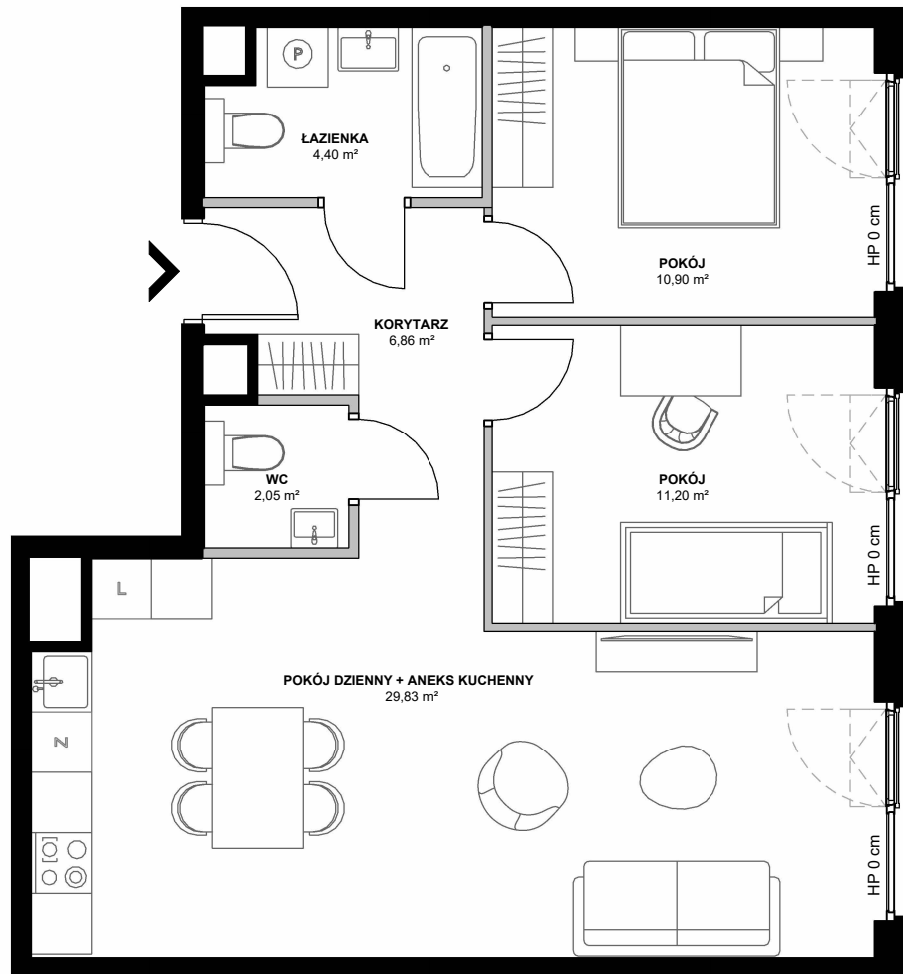 P
ŁAZIENKA
4,40 m²
POKÓJ
10,90 m²
HP 0 cm
KORYTARZ
6,86 m²
WC
2,05 m²
POKÓJ
11,20 m²
HP 0 cm
L
POKÓJ DZIENNY + ANEKS KUCHENNY
29,83 m²
Z
HP 0 cm